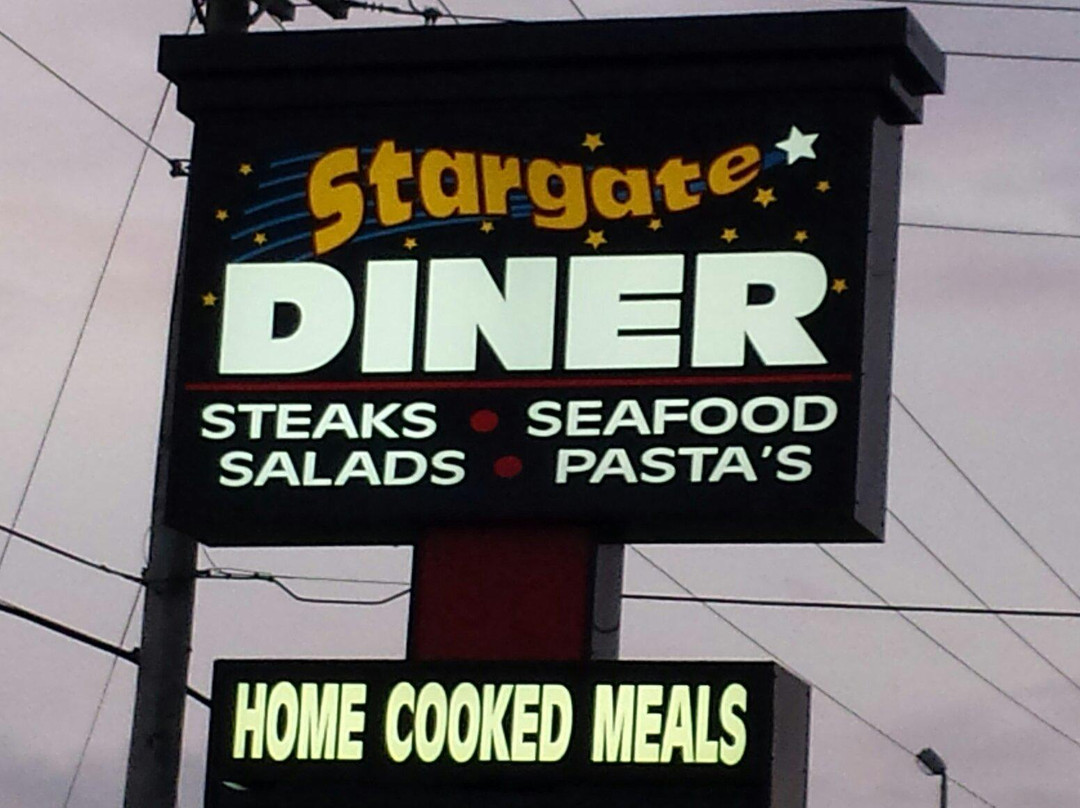 Stargate
DINER
STEAKS • SEAFOOD
SALADS • PASTA'S
HOME COOKED MEALS